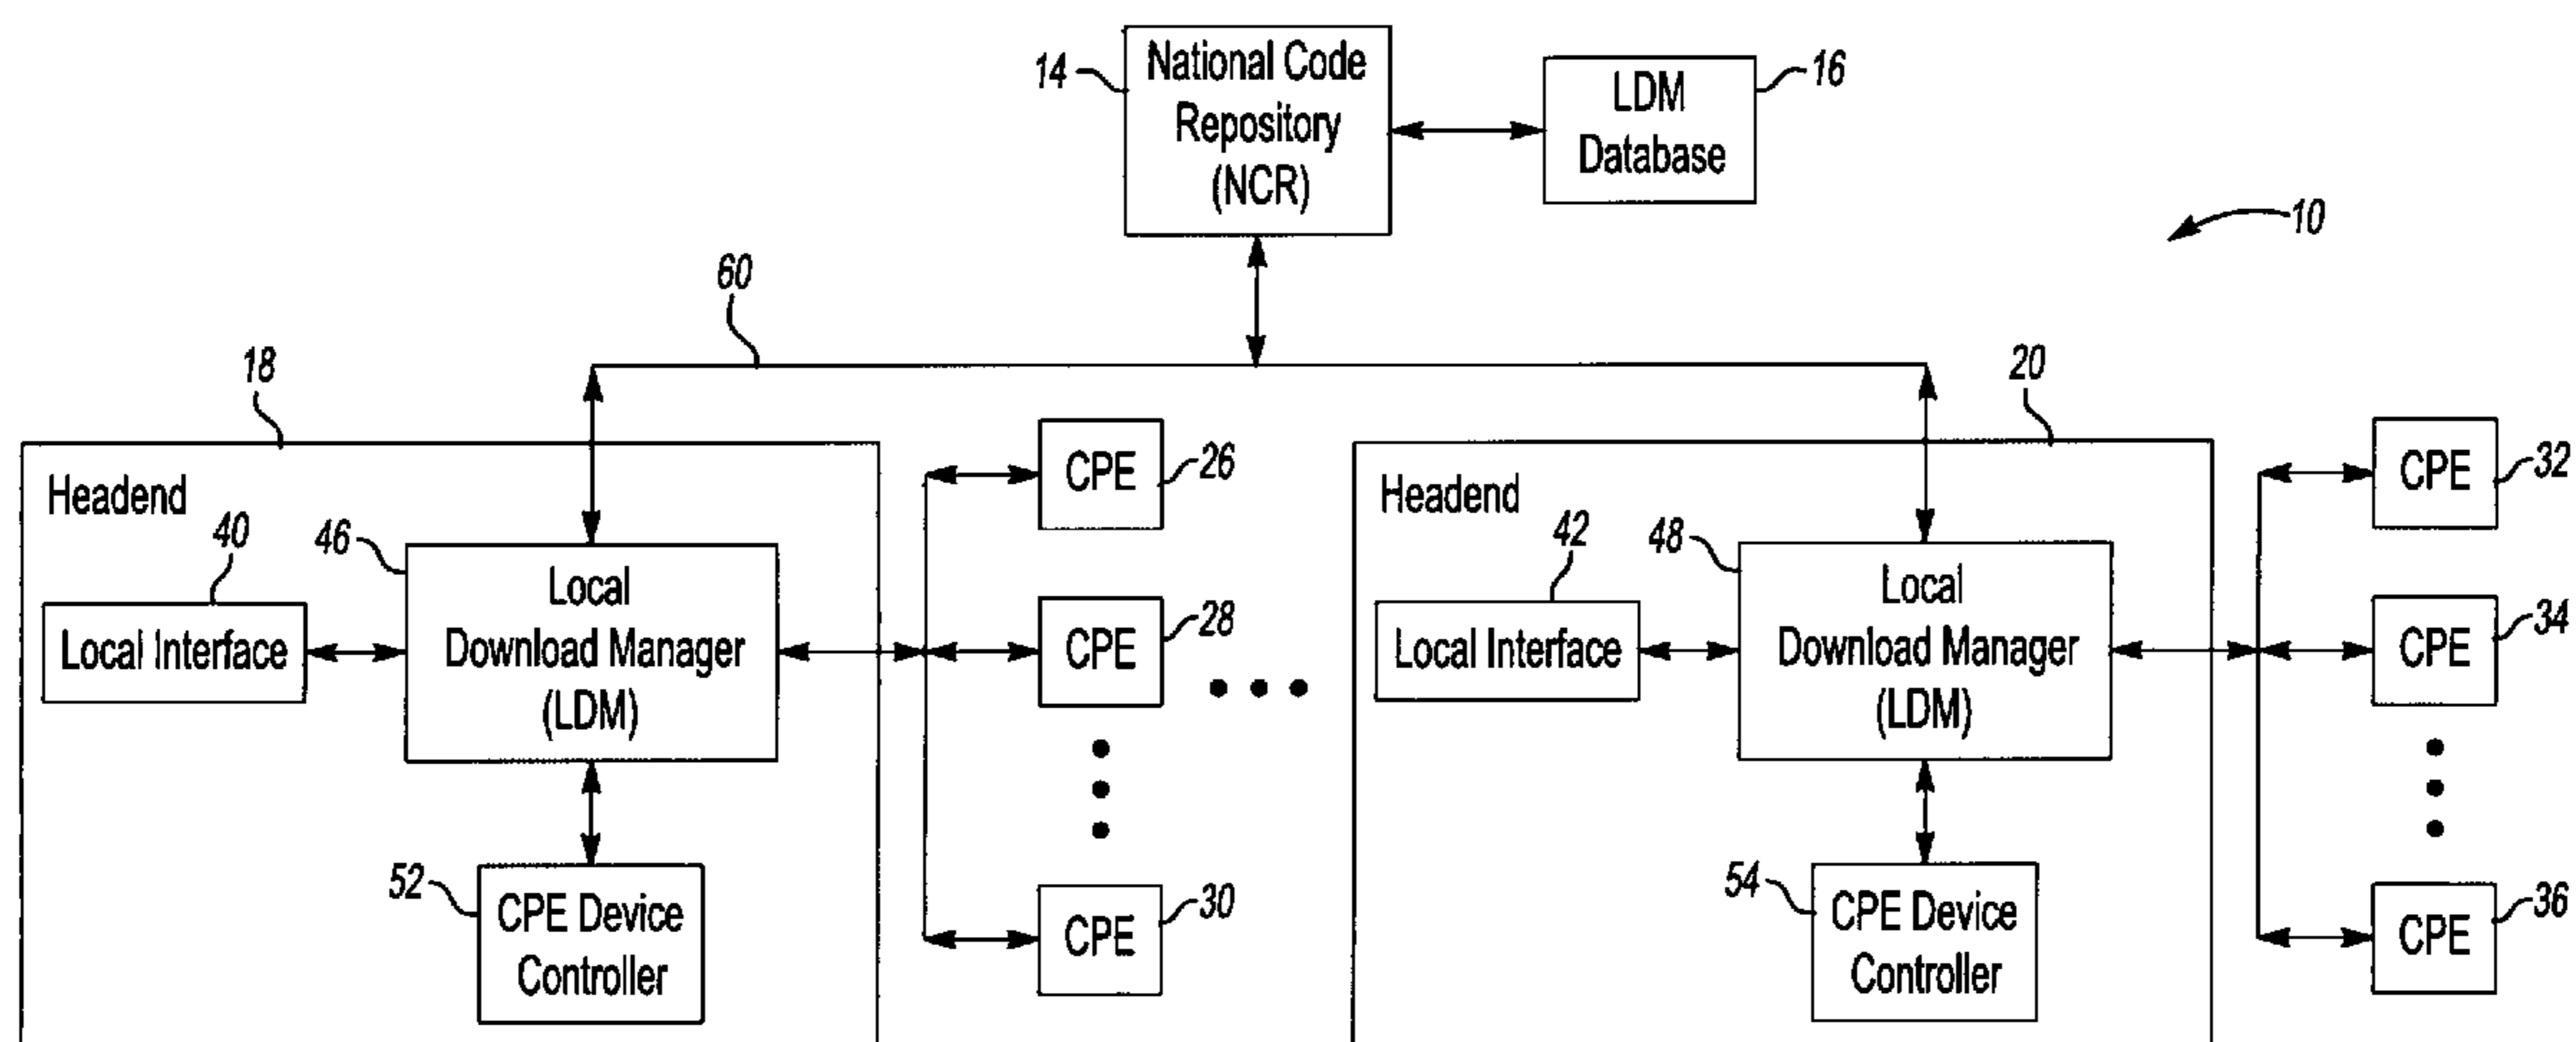 14
National Code
Repository
(NCR)
LDM
Database
16
10
60
18
20
Headend
40
Local Interface
46
Local
Download Manager
(LDM)
52
CPE Device
Controller
CPE
26
CPE
28
CPE
30
Headend
42
Local Interface
48
Local
Download Manager
(LDM)
54
CPE Device
Controller
CPE
32
CPE
34
CPE
36